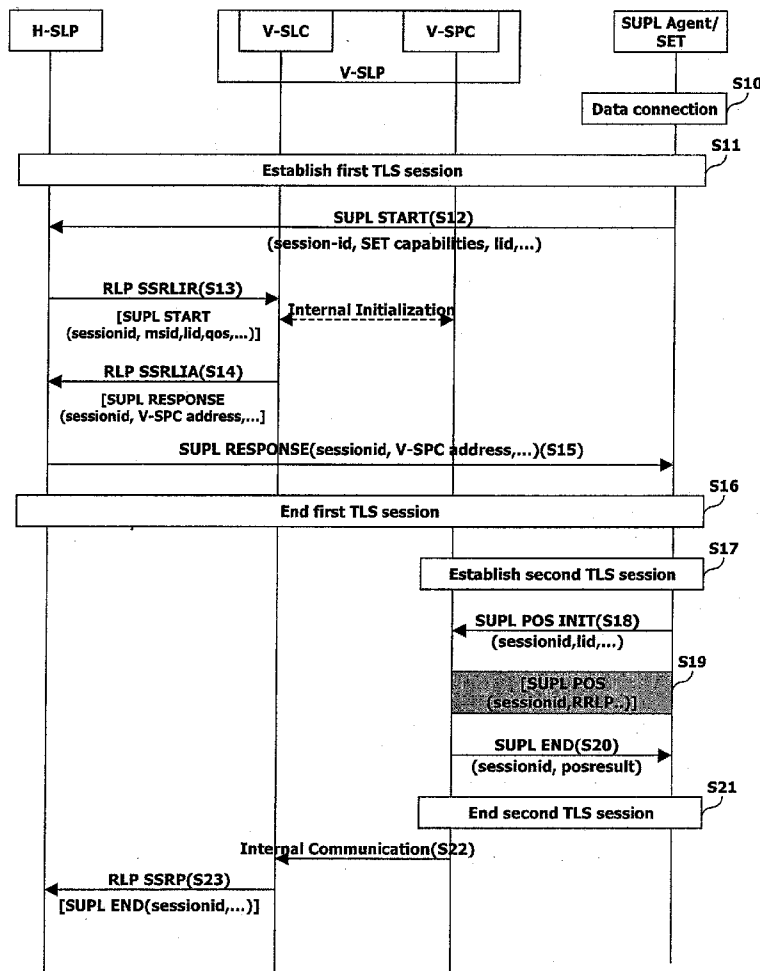 H-SLP
V-SLC
V-SPC
SUPL Agent/
SET
V-SLP
S10
Data connection
S11
Establish first TLS session
SUPL START(S12)
(session-id, SET capabilities, lid,...)
RLP SSRLIR(S13)
Internal Initialization
[SUPL START
(sessionid, msid,lid,qos,...)]
RLP SSRLIA(S14)
[SUPL RESPONSE
(sessionid, V-SPC address,...]
SUPL RESPONSE(sessionid, V-SPC address,...)(S15)
S16
End first TLS session
S17
Establish second TLS session
SUPL POS INIT(S18)
(sessionid,lid,...)
S19
[SUPL POS
(sessionid,RRLP..)]
SUPL END(S20)
(sessionid, posresult)
S21
End second TLS session
Internal Communication(S22)
RLP SSRP(S23)
[SUPL END(sessionid,...)]